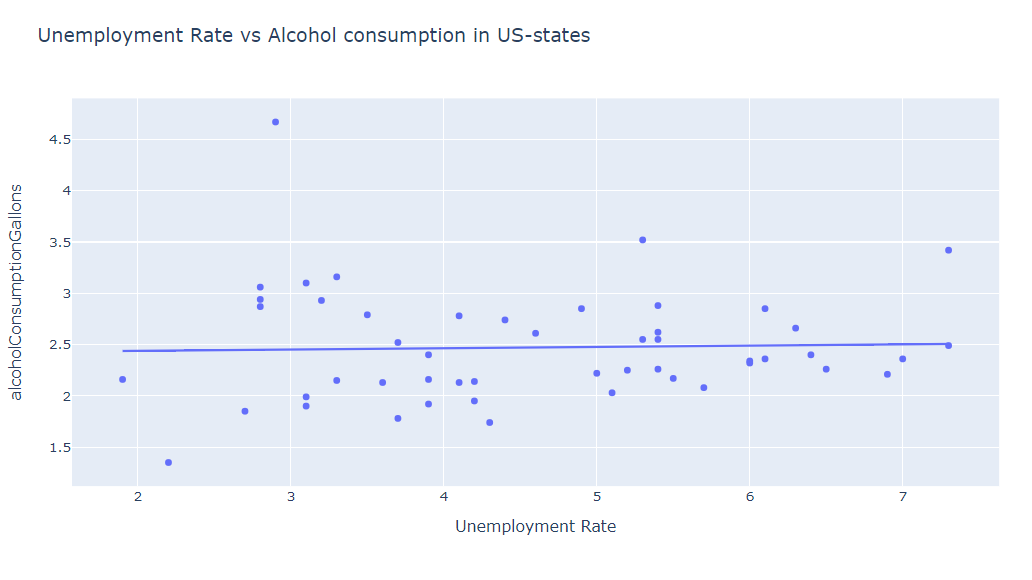 Unemployment Rate vs Alcohol consumption in US-states
alcoholConsumptionGallons
4.5
4
3.5
3
2.5
2
1.5
2 3 4 5 6 7
Unemployment Rate